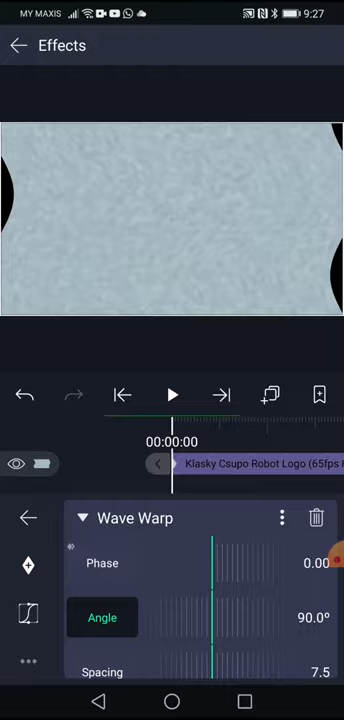 MY MAXIS 9:27
Effects
00:00:00
Klasky Csupo Robot Logo (65fps
Wave Warp
Phase 0.00
Angle 90.0º
Spacing 7.5